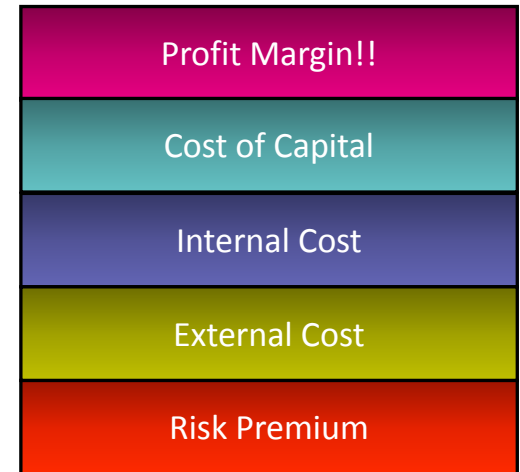 Profit Margin!!
Cost of Capital
Internal Cost
External Cost
Risk Premium